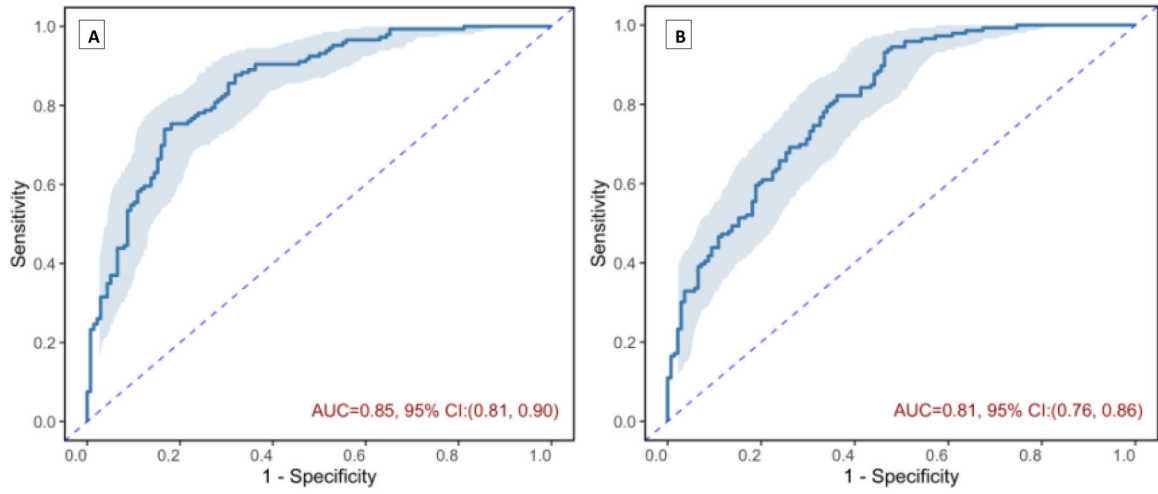 A
1.0
0.8
0.6
0.4
0.2
0.0
Sensitivity
AUC=0.85, 95% CI:(0.81, 0.90)
0.0 0.2 0.4 0.6 0.8 1.0
1 - Specificity
B
1.0
0.8
0.6
0.4
0.2
0.0
Sensitivity
AUC=0.81, 95% CI:(0.76, 0.86)
0.0 0.2 0.4 0.6 0.8 1.0
1 - Specificity